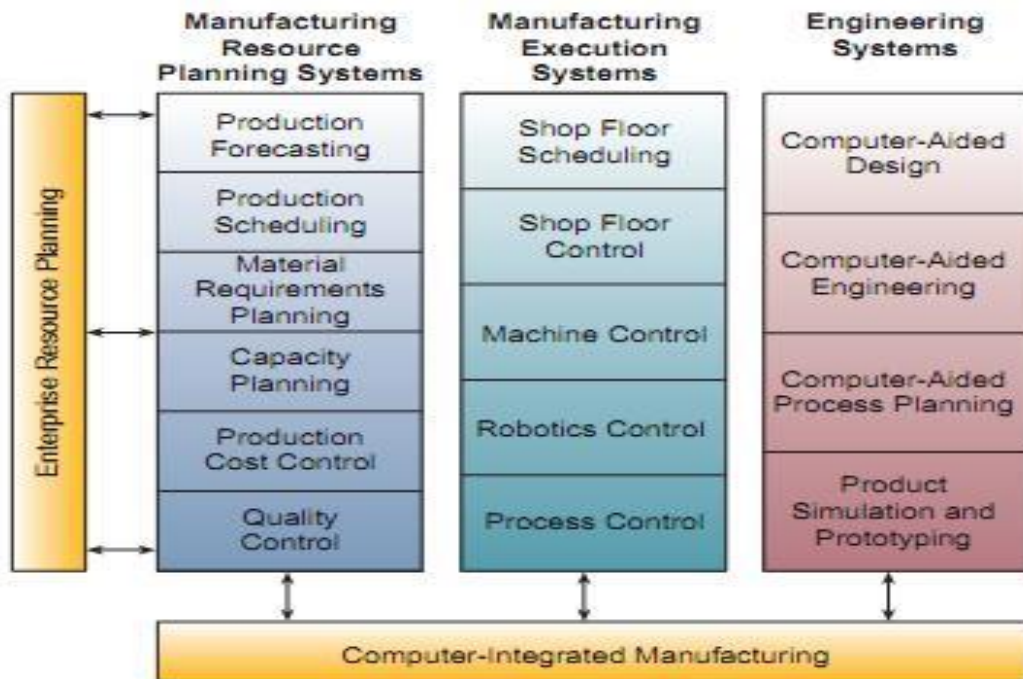 Manufacturing
Resource
Planning Systems
Manufacturing
Execution
Systems
Engineering
Systems
Enterprise Resource Planning
Production
Forecasting
Production
Scheduling
Material
Requirements
Planning
Capacity
Planning
Production
Cost Control
Quality
Control
Shop Floor
Scheduling
Shop Floor
Control
Machine Control
Robotics Control
Process Control
Computer-Aided
Design
Computer-Aided
Engineering
Computer-Aided
Process Planning
Product
Simulation and
Prototyping
Computer-Integrated Manufacturing